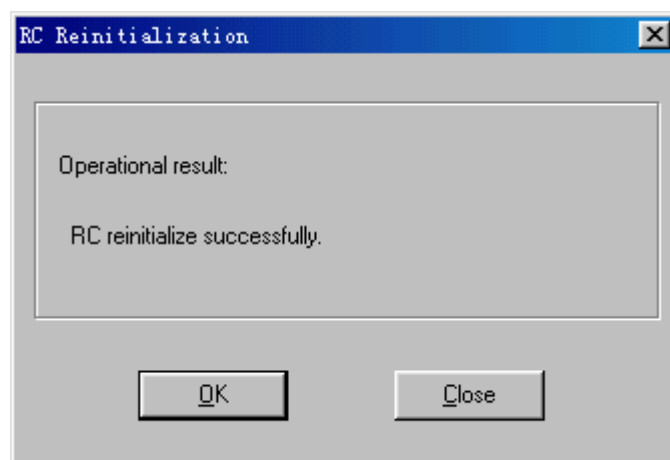 RC Reinitialization
Operational result:
RC reinitialize successfully.
OK
Close